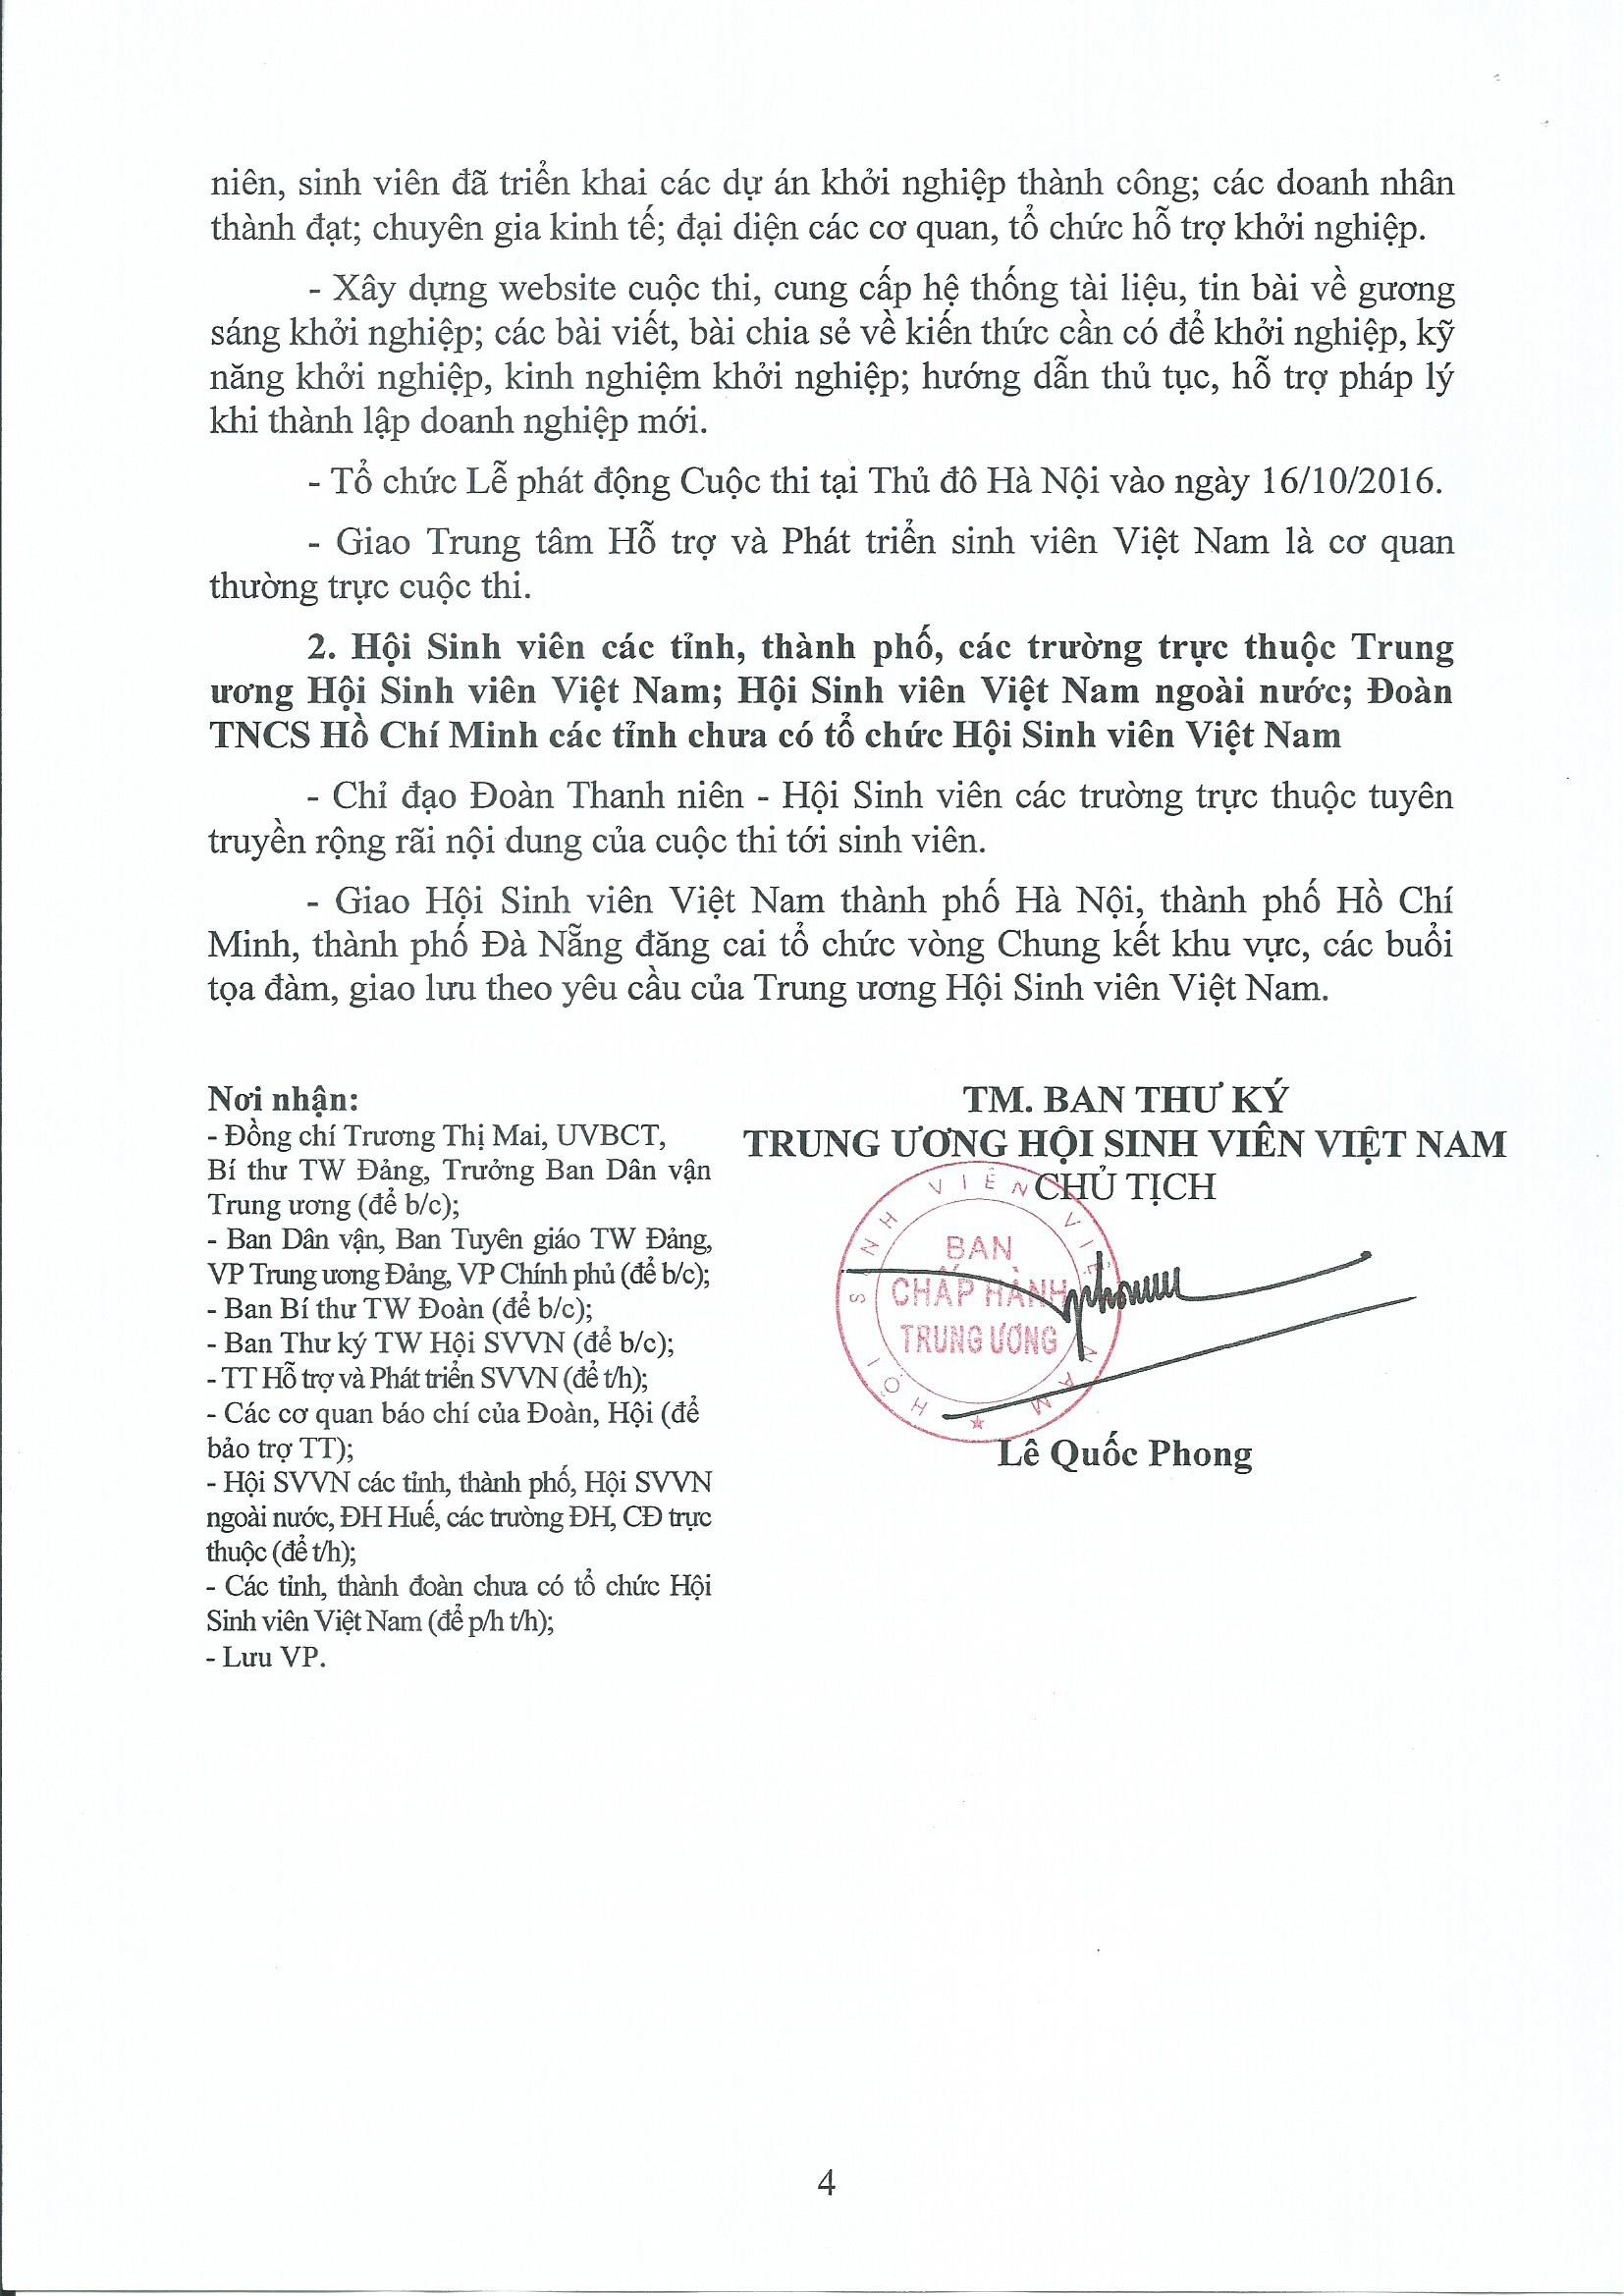 niên, sinh viên đã triển khai các dự án khởi nghiệp thành công; các doanh nhân
thành đạt; chuyên gia kinh tế; đại diện các cơ quan, tổ chức hỗ trợ khởi nghiệp.
- Xây dựng website cuộc thi, cung cấp hệ thống tài liệu, tin bài về gương
sáng khởi nghiệp; các bài viết, bài chia sẻ về kiến thức cần có để khởi nghiệp, kỹ
năng khởi nghiệp, kinh nghiệm khởi nghiệp; hướng dẫn thủ tục, hỗ trợ pháp lý
khi thành lập doanh nghiệp mới.
- Tổ chức Lễ phát động Cuộc thi tại Thủ đô Hà Nội vào ngày 16/10/2016.
- Giao Trung tâm Hỗ trợ và Phát triển sinh viên Việt Nam là cơ quan
thường trực cuộc thi.
2. Hội Sinh viên các tỉnh, thành phố, các trường trực thuộc Trung
ương Hội Sinh viên Việt Nam; Hội Sinh viên Việt Nam ngoài nước; Đoàn
TNCS Hồ Chí Minh các tỉnh chưa có tổ chức Hội Sinh viên Việt Nam
- Chỉ đạo Đoàn Thanh niên - Hội Sinh viên các trường trực thuộc tuyên
truyền rộng rãi nội dung của cuộc thi tới sinh viên.
- Giao Hội Sinh viên Việt Nam thành phố Hà Nội, thành phố Hồ Chí
Minh, thành phố Đà Nẵng đăng cai tổ chức vòng Chung kết khu vực, các buổi
tọa đàm, giao lưu theo yêu cầu của Trung ương Hội Sinh viên Việt Nam.
Nơi nhận:
- Đồng chí Trương Thị Mai, UVBCT,
Bí thư TW Đảng, Trưởng Ban Dân vận
Trung ương (để b/c);
- Ban Dân vận, Ban Tuyên giáo TW Đảng,
VP Trung ương Đảng, VP Chính phủ (để b/c);
- Ban Bí thư TW Đoàn (để b/c);
- Ban Thư ký TW Hội SVVN (để b/c);
- TT Hỗ trợ và Phát triển SVVN (để t/h);
- Các cơ quan báo chí của Đoàn, Hội (để
bảo trợ TT);
- Hội SVVN các tỉnh, thành phố, Hội SVVN
ngoài nước, ĐH Huế, các trường ĐH, CĐ trực
thuộc (để t/h);
- Các tỉnh, thành đoàn chưa có tổ chức Hội
Sinh viên Việt Nam (để p/h t/h);
- Lưu VP.
TM. BAN THƯ KÝ
TRUNG ƯƠNG HỘI SINH VIÊN VIỆT NAM
CHỦ TỊCH
HỘI SINH VIÊN VIỆT NAM
BAN
CHẤP HÀNH
TRUNG ƯƠNG
Lê Quốc Phong
4